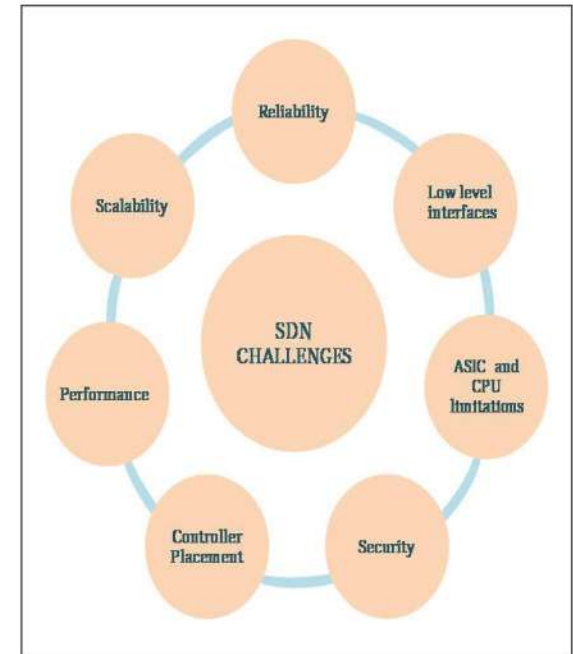 Reliability
Low level
interfaces
ASIC and
CPU
limitations
Security
Controller
Placement
Performance
Scalability
SDN
CHALLENGES